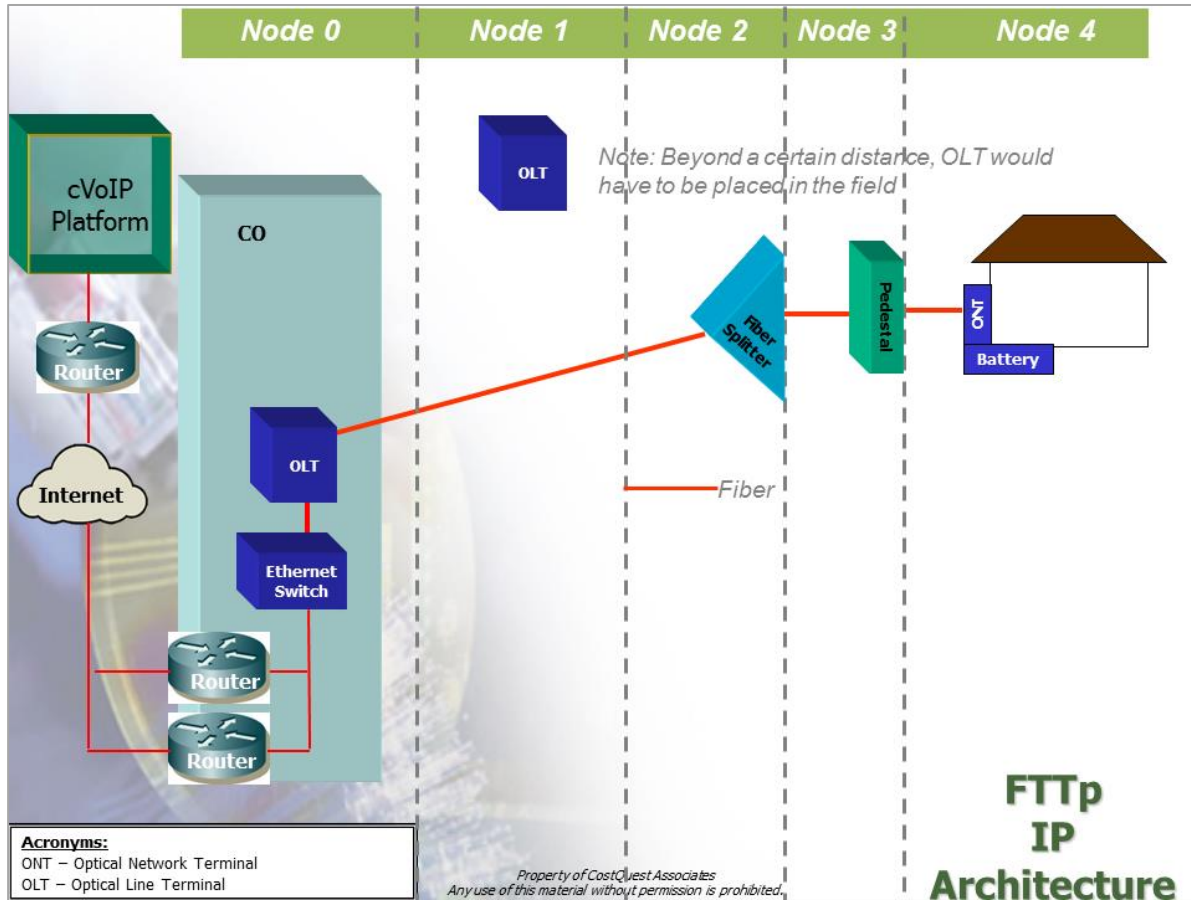 Node 0
Node 1
Node 2
Node 3
Node 4
cVoIP
Platform
CO
OLT
Note: Beyond a certain distance, OLT would
have to be placed in the field
Router
Internet
OLT
Ethernet
Switch
Router
Router
Fiber
Splitter
Pedestal
ONT
Battery
Fiber
FTTp
IP
Architecture
Acronyms:
ONT – Optical Network Terminal
OLT – Optical Line Terminal
Property of CostQuest Associates
Any use of this material without permission is prohibited.